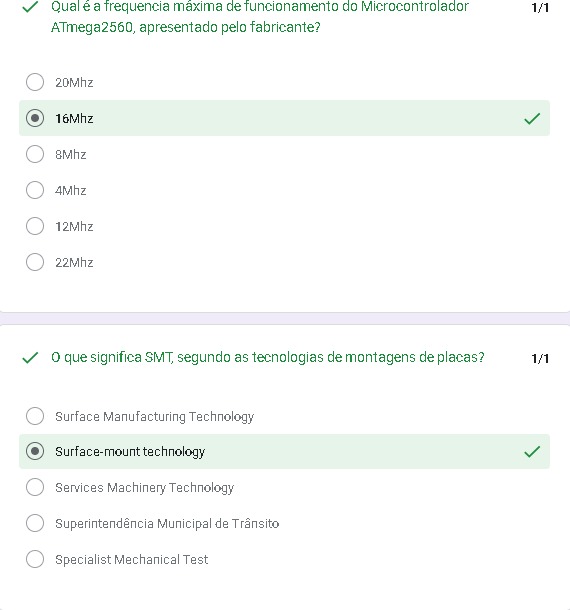 Qual é a frequencia máxima de funcionamento do Microcontrolador
1/1
ATmega2560, apresentado pelo fabricante?
20Mhz
16Mhz
8Mhz
4Mhz
12Mhz
22Mhz
O que significa SMT, segundo as tecnologias de montagens de placas?
1/1
Surface Manufacturing Technology
Surface-mount technology
Services Machinery Technology
Superintendência Municipal de Trânsito
Specialist Mechanical Test